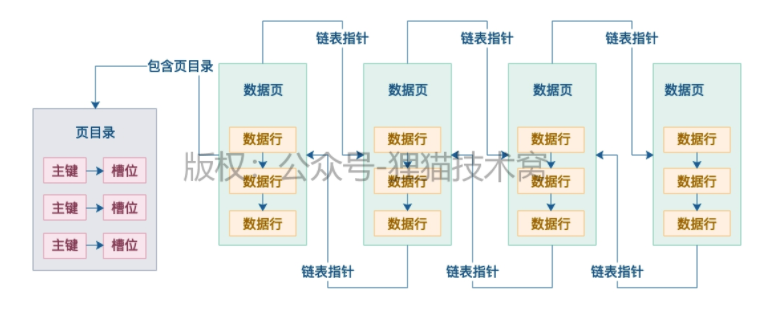 链表指针
链表指针
链表指针
包含页目录
页目录
主键
槽位
主键
槽位
主键
槽位
数据页
数据行
数据行
数据行
数据页
数据行
数据行
数据行
数据页
数据行
数据行
数据行
数据页
数据行
数据行
数据行
版权：公众号-狸猫技术窝
链表指针
链表指针
链表指针